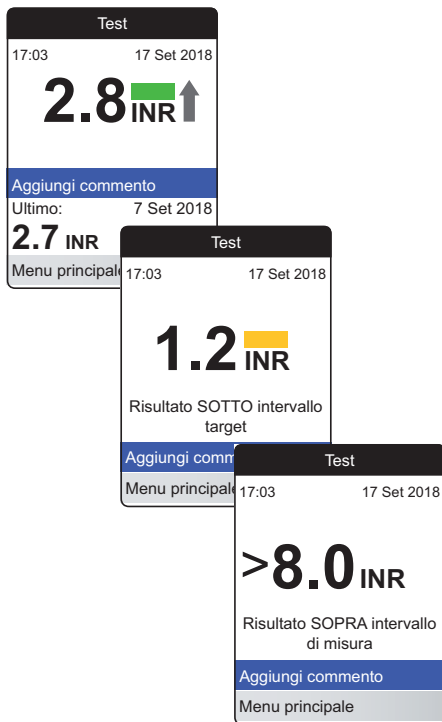 Test
17:03 17 Set 2018
2.8 INR
Aggiungi commento
Ultimo: 7 Set 2018
2.7 INR
Menu principale
Test
17:03 17 Set 2018
1.2 INR
Risultato SOTTO intervallo
target
Aggiungi comm
Menu principale
Test
17:03 17 Set 2018
>8.0 INR
Risultato SOPRA intervallo
di misura
Aggiungi commento
Menu principale